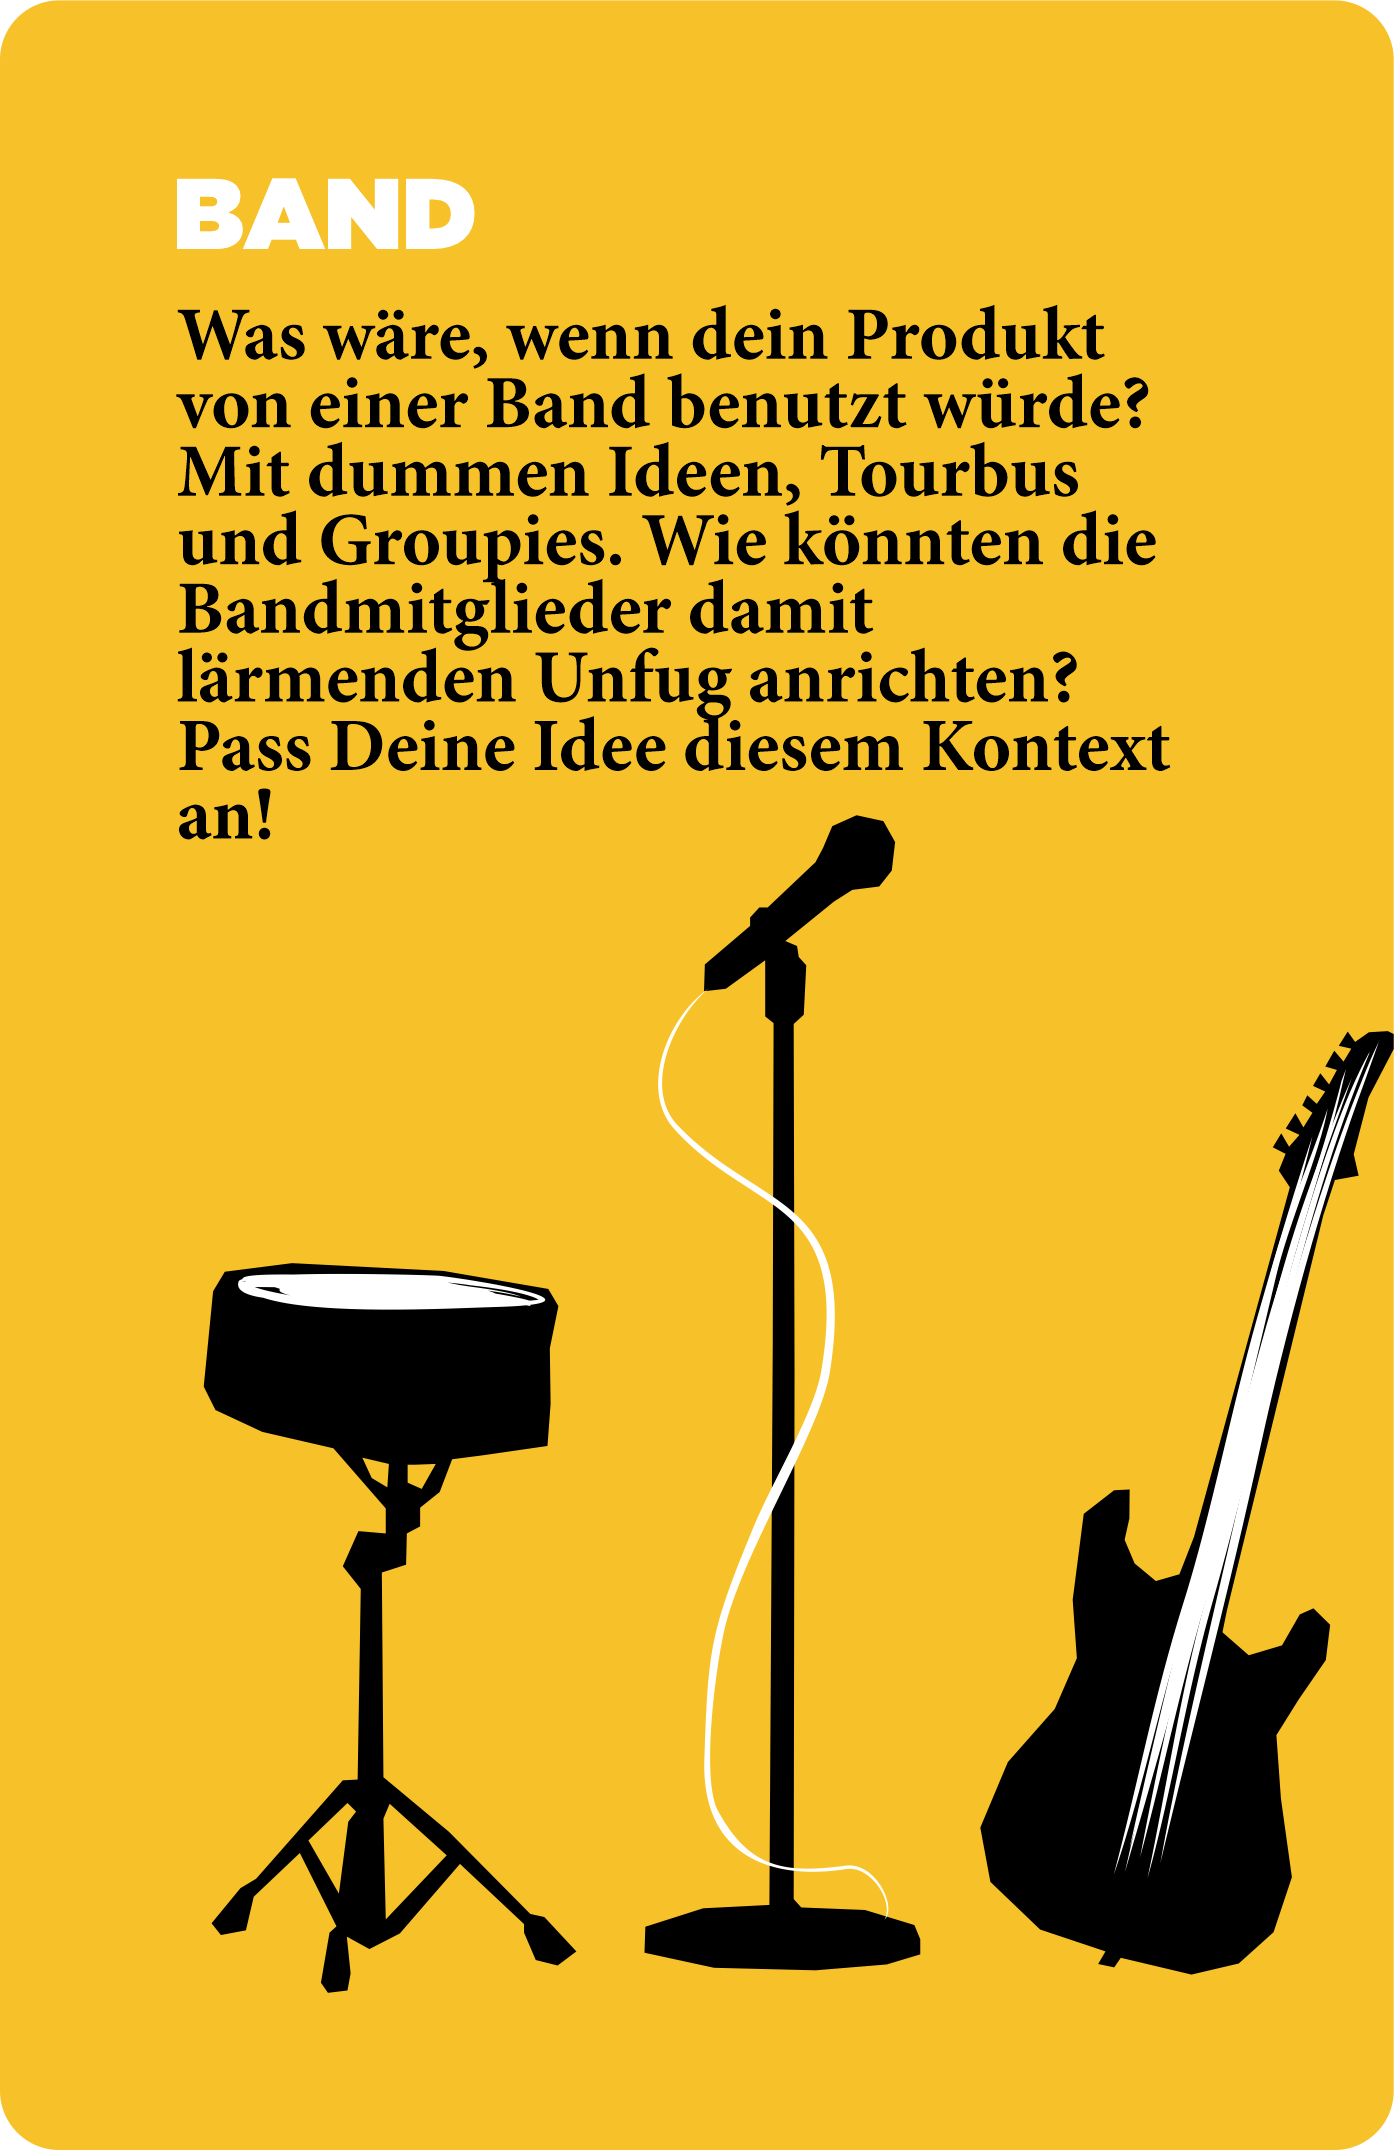 BAND
Was wäre, wenn dein Produkt
von einer Band benutzt würde?
Mit dummen Ideen, Tourbus
und Groupies. Wie könnten die
Bandmitglieder damit
lärmenden Unfug anrichten?
Pass Deine Idee diesem Kontext
an!